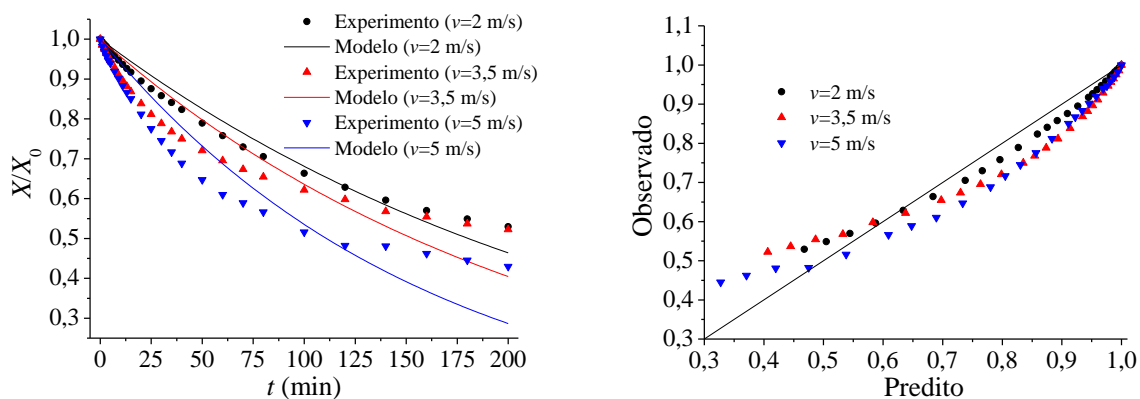 Experimento (v=2 m/s)
Modelo (v=2 m/s)
Experimento (v=3,5 m/s)
Modelo (v=3,5 m/s)
Experimento (v=5 m/s)
Modelo (v=5 m/s)
1,0
0,9
0,8
0,7
0,6
0,5
0,4
0,3
X/X0
0 25 50 75 100 125 150 175 200
t (min)
v=2 m/s
v=3,5 m/s
v=5 m/s
1,1
1,0
0,9
0,8
0,7
0,6
0,5
0,4
0,3
Observado
0,3 0,4 0,5 0,6 0,7 0,8 0,9 1,0
Predito